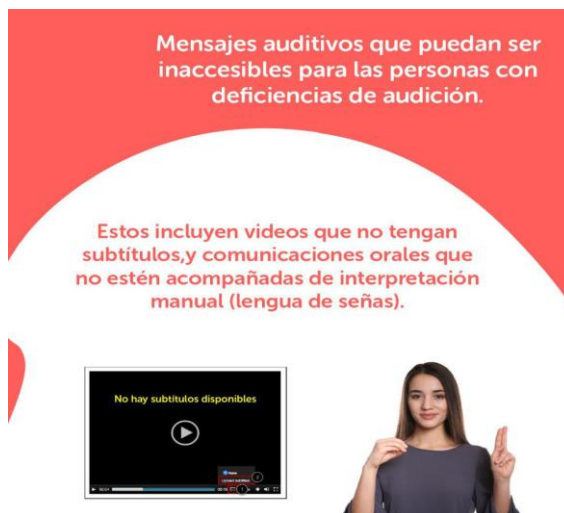 Mensajes auditivos que puedan ser
inaccesibles para las personas con
deficiencias de audición.
Estos incluyen videos que no tengan
subtítulos,y comunicaciones orales que
no estén acompañadas de interpretación
manual (lengua de señas).
No hay subtítulos disponibles